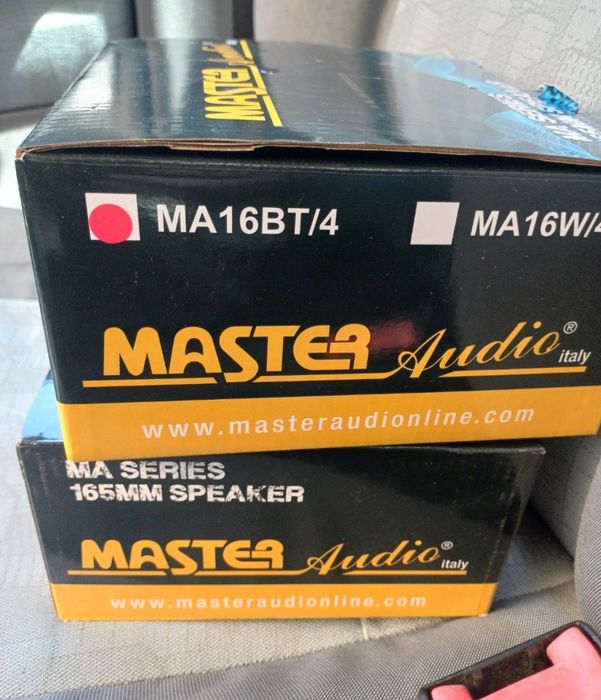 MASTER
Audio
MA16BT/4 MA16W/4
MASTER Audio® italy
www.masteraudionline.com
MA SERIES
165MM SPEAKER
MASTER Audio® italy
www.masteraudionline.com